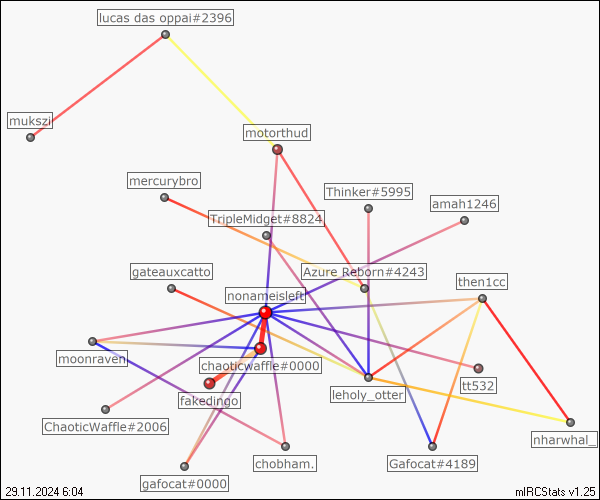 lucas das oppai#2396
mukszi
motorthud
mercurybro
Thinker#5995
amah1246
TripleMidget#8824
gateauxcatto
Azure Reborn#4243
then1cc
nonameisleft
moonraven
chaoticwaffle#0000
tt532
fakedingo
leholy_otter
ChaoticWaffle#2006
nharwhal_
chobham.
Gafocat#4189
gafocat#0000
29.11.2024 6:04
mIRCStats v1.25